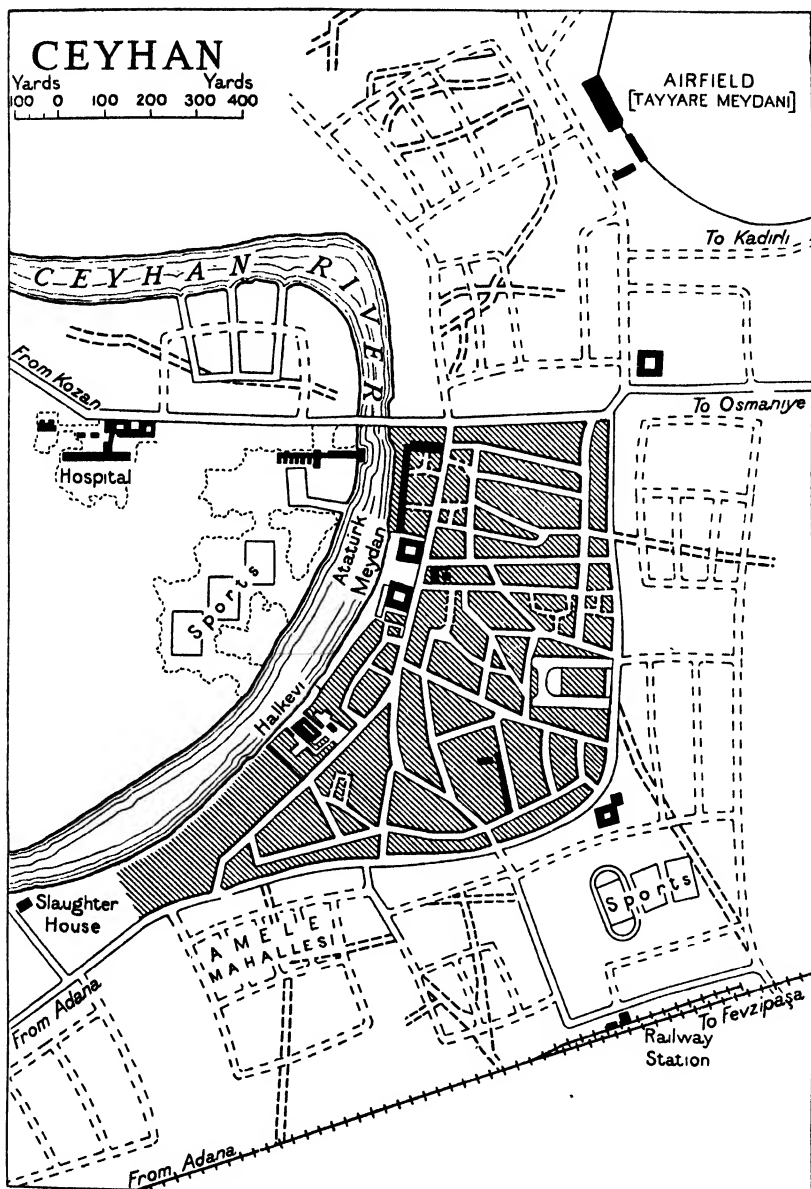 CEYHAN
Yards Yards
100 0 100 200 300 400
AIRFIELD
[TAYYARE MEYDANI]
To Kadırlı
CEYHAN RIVER
From Kozan
To Osmaniye
Hospital
Atatürk
Meydan
Sports
Halkevi
Slaughter
House
Sports
AMELE
MAHALLESİ
From Adana
To Fevzipaşa
Railway
Station
From Adana